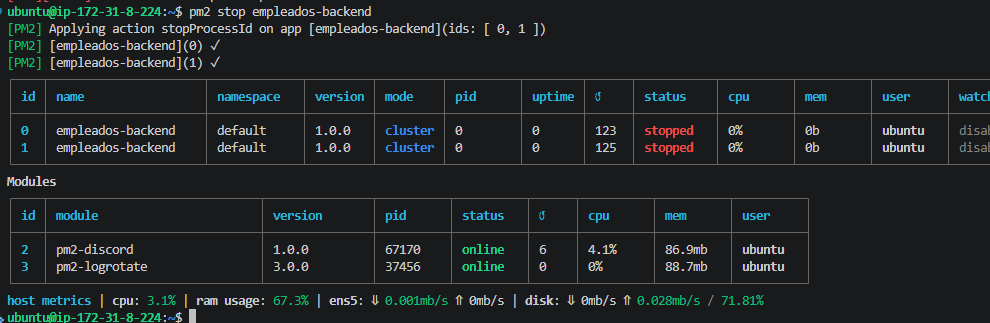 ubuntu@ip-172-31-8-224:~$ pm2 stop empleados-backend
[PM2] Applying action stopProcessId on app [empleados-backend](ids: [ 0, 1 ])
[PM2] [empleados-backend](0) ✓
[PM2] [empleados-backend](1) ✓
id name namespace version mode pid uptime ↺ status cpu mem user watch
0 empleados-backend default 1.0.0 cluster 0 0 123 stopped 0% 0b ubuntu disab
1 empleados-backend default 1.0.0 cluster 0 0 125 stopped 0% 0b ubuntu disab
Modules
id module version pid status ↺ cpu mem user
2 pm2-discord 1.0.0 67170 online 6 4.1% 86.9mb ubuntu
3 pm2-logrotate 3.0.0 37456 online 0 0% 88.7mb ubuntu
host metrics | cpu: 3.1% | ram usage: 67.3% | ens5: ⇓ 0.001mb/s ⇑ 0mb/s | disk: ⇓ 0mb/s ⇑ 0.028mb/s / 71.81%
ubuntu@ip-172-31-8-224:~$